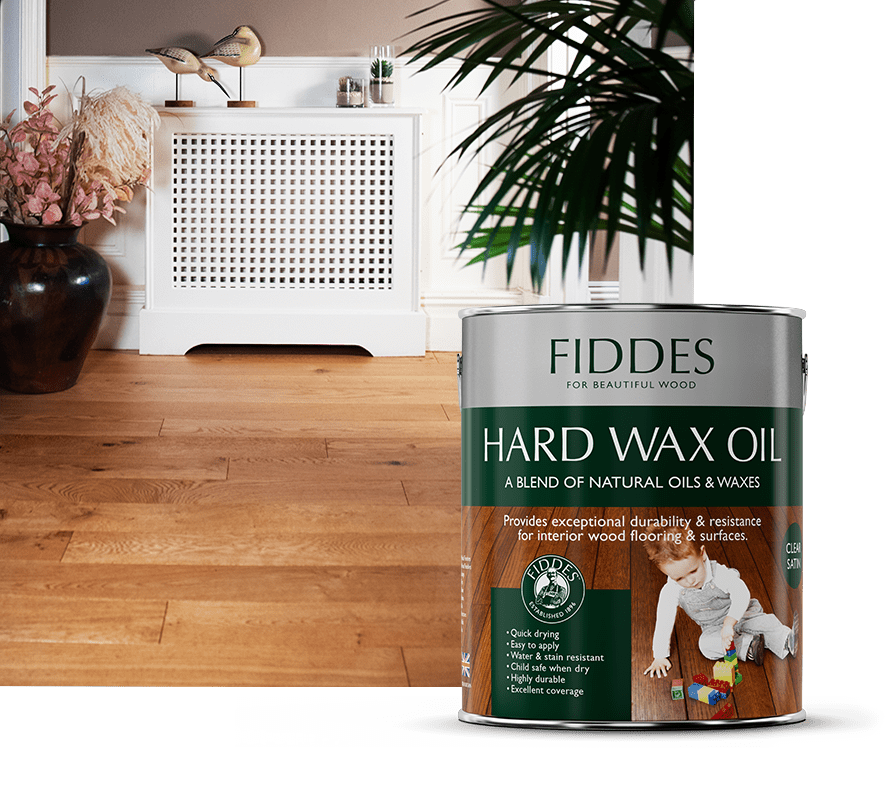 FIDDES
FOR BEAUTIFUL WOOD
HARD WAX OIL
A BLEND OF NATURAL OILS & WAXES
Provides exceptional durability & resistance
for interior wood flooring & surfaces.
CLEAR
SATIN
FIDDES
ESTABLISHED 1896
• Quick drying
• Easy to apply
• Water & stain resistant
• Child safe when dry
• Highly durable
• Excellent coverage